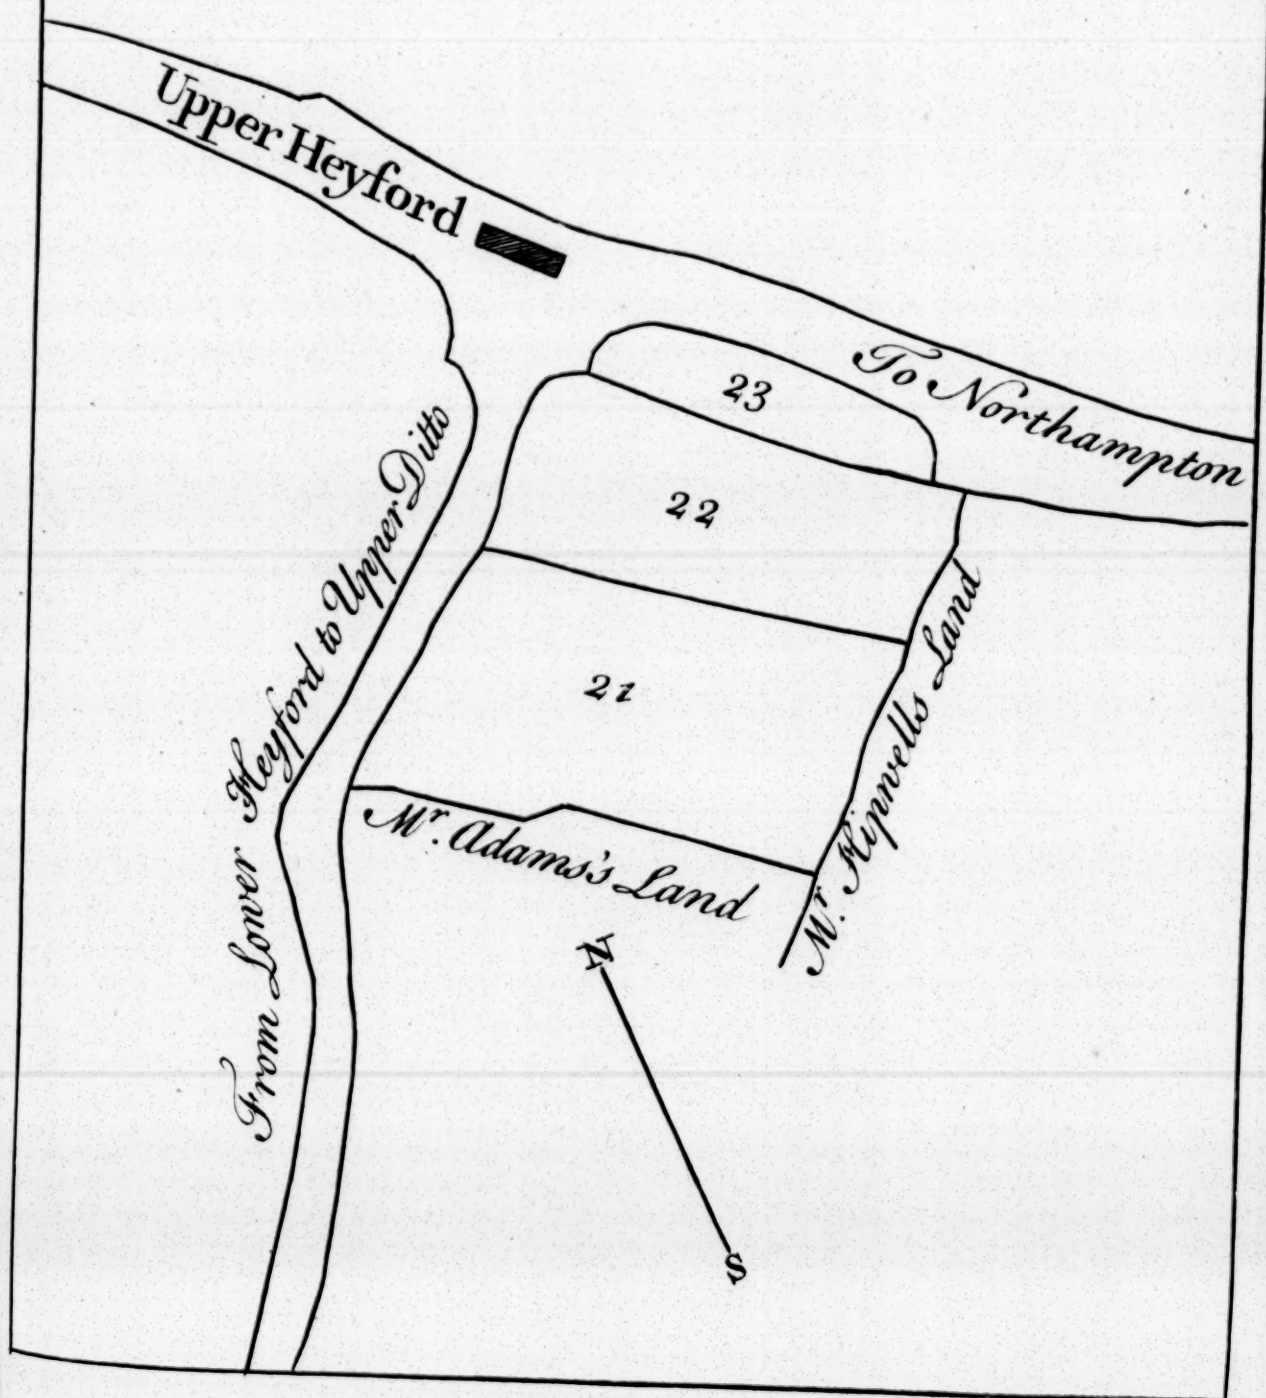 Upper Heyford
To Northampton
23
22
21
From Lower Heyford to Upper Ditto
Mr. Hipwells Land
Mr. Adams's Land
N
S